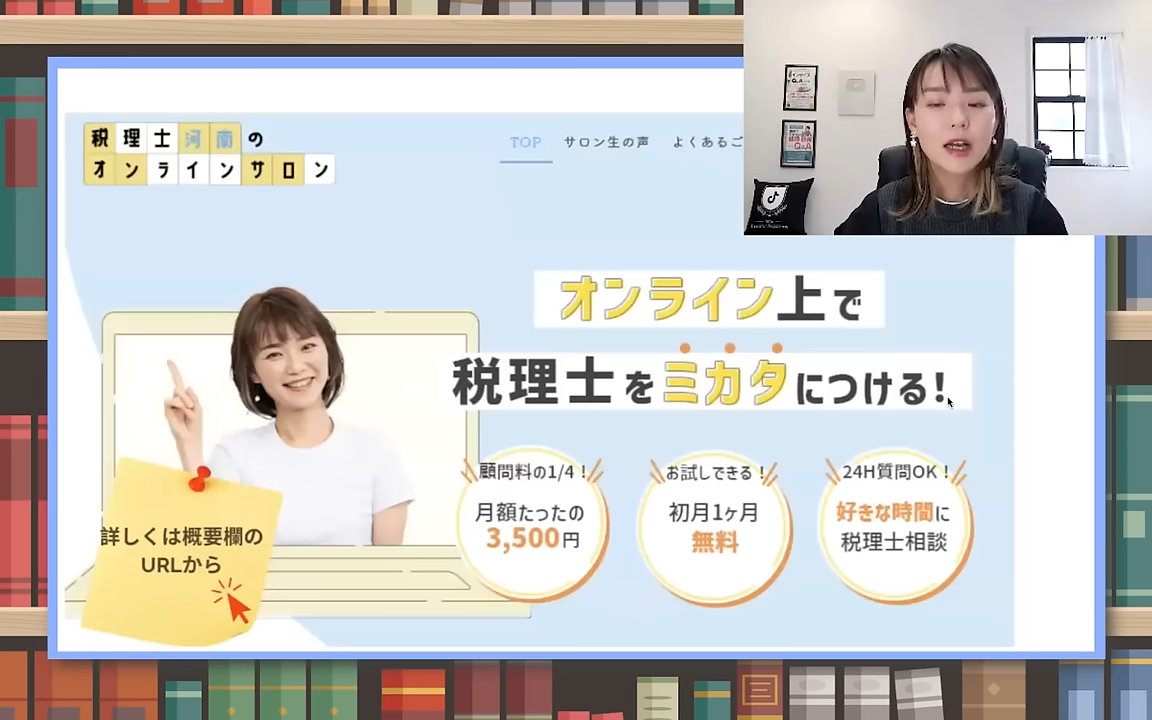 税理士河南の
オンラインサロン
TOP サロン生の声 よくあるご
オンライン上で
税理士をミカタにつける!
顧問料の1/4!
月額たったの
3,500円
お試しできる!
初月1ヶ月
無料
24H質問OK!
好きな時間に
税理士相談
詳しくは概要欄の
URLから
Q&A
Q&A